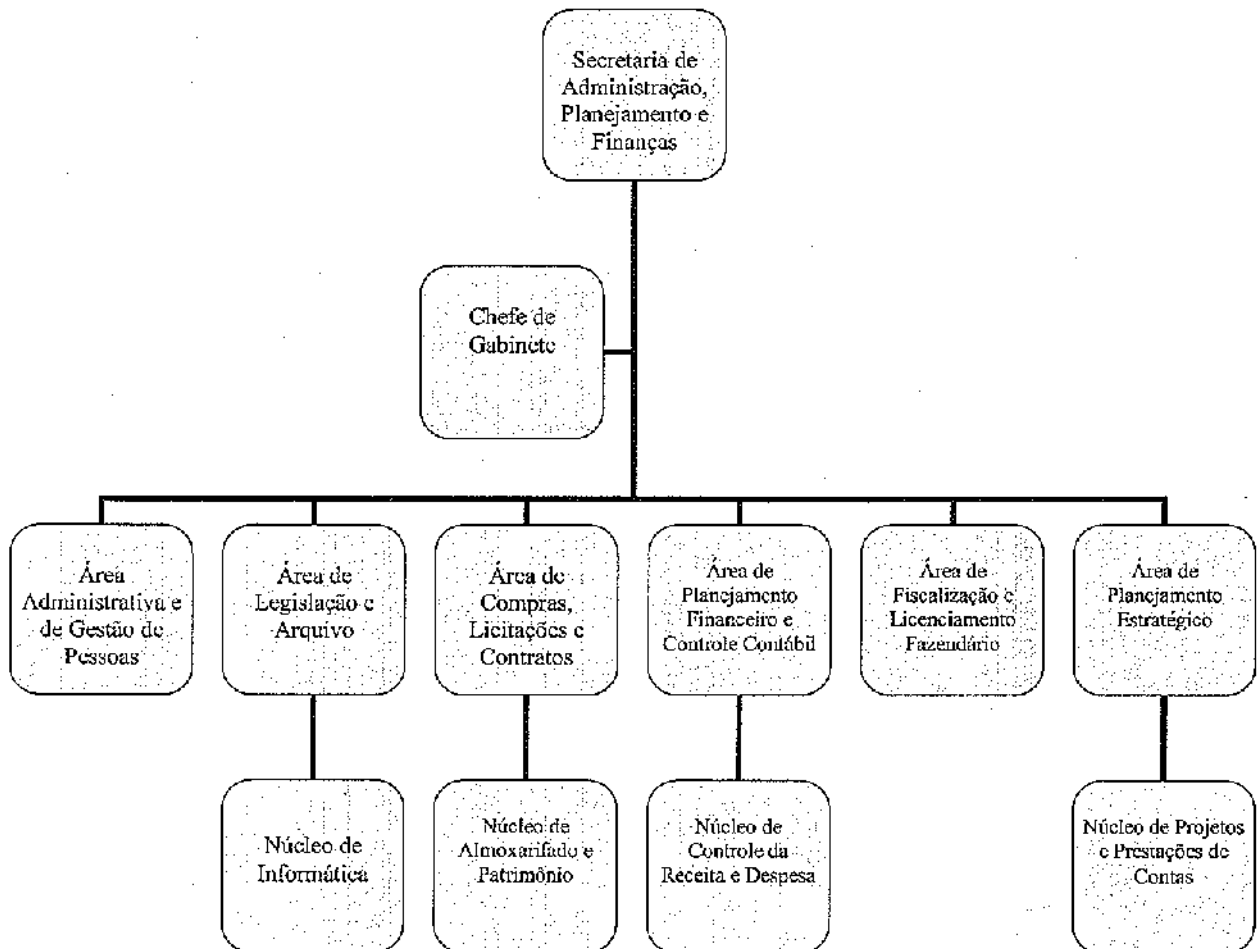 Secretaria de
Administração,
Planejamento e
Finanças
Chefe de
Gabinete
Área
Administrativa e
de Gestão de
Pessoas
Área de
Legislação e
Arquivo
Área de
Compras,
Licitações e
Contratos
Área de
Planejamento
Financeiro e
Controle Contábil
Área de
Fiscalização e
Licenciamento
Fazendário
Área de
Planejamento
Estratégico
Núcleo de
Informática
Núcleo de
Almoxarifado e
Patrimônio
Núcleo de
Controle da
Receita e Despesa
Núcleo de Projetos
e Prestações de
Contas